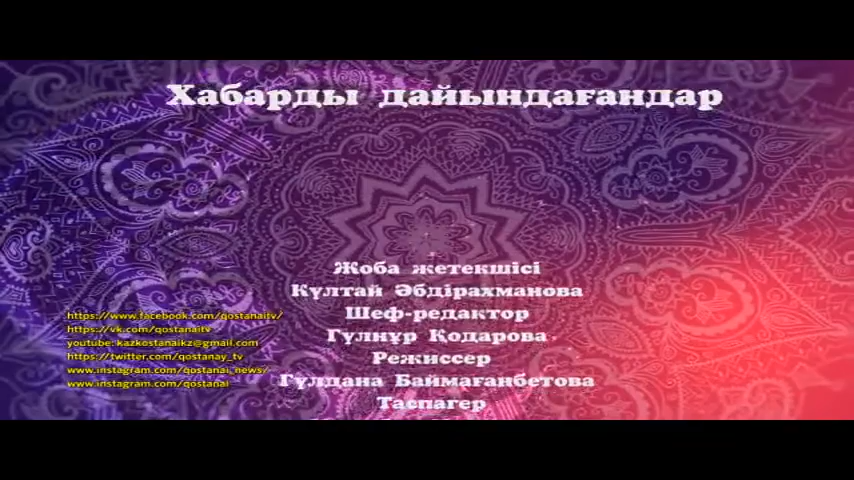 Хабарды дайындағандар
Жоба жетекшісі
Күлтай Әбдірахманова
Шеф-редактор
Гүлнұр Қодарова
Режиссер
Гүлдана Баймағанбетова
Таспагер
https://www.facebook.com/qostanaitv/
https://vk.com/qostanaitv
youtube: kazkostanaikz@gmail.com
https://twitter.com/qostanay_tv
www.instagram.com/qostanai_news/
www.instagram.com/qostanai